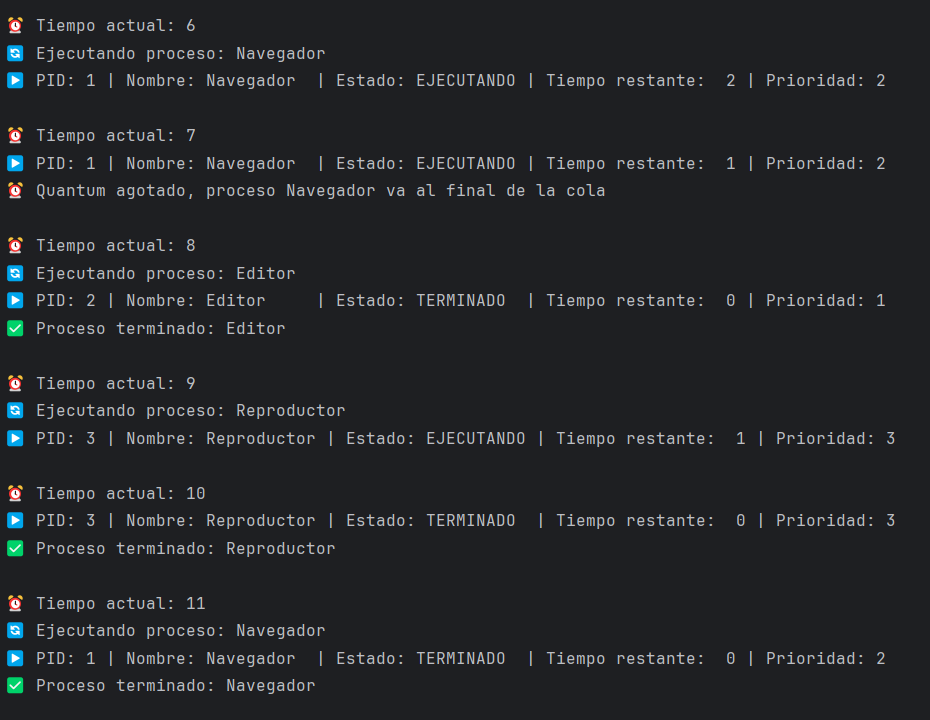 ⏰ Tiempo actual: 6
🔄 Ejecutando proceso: Navegador
▶️ PID: 1 | Nombre: Navegador  | Estado: EJECUTANDO | Tiempo restante:  2 | Prioridad: 2
⏰ Tiempo actual: 7
▶️ PID: 1 | Nombre: Navegador  | Estado: EJECUTANDO | Tiempo restante:  1 | Prioridad: 2
⏰ Quantum agotado, proceso Navegador va al final de la cola
⏰ Tiempo actual: 8
🔄 Ejecutando proceso: Editor
▶️ PID: 2 | Nombre: Editor     | Estado: TERMINADO  | Tiempo restante:  0 | Prioridad: 1
✅ Proceso terminado: Editor
⏰ Tiempo actual: 9
🔄 Ejecutando proceso: Reproductor
▶️ PID: 3 | Nombre: Reproductor | Estado: EJECUTANDO | Tiempo restante:  1 | Prioridad: 3
⏰ Tiempo actual: 10
▶️ PID: 3 | Nombre: Reproductor | Estado: TERMINADO  | Tiempo restante:  0 | Prioridad: 3
✅ Proceso terminado: Reproductor
⏰ Tiempo actual: 11
🔄 Ejecutando proceso: Navegador
▶️ PID: 1 | Nombre: Navegador  | Estado: TERMINADO  | Tiempo restante:  0 | Prioridad: 2
✅ Proceso terminado: Navegador